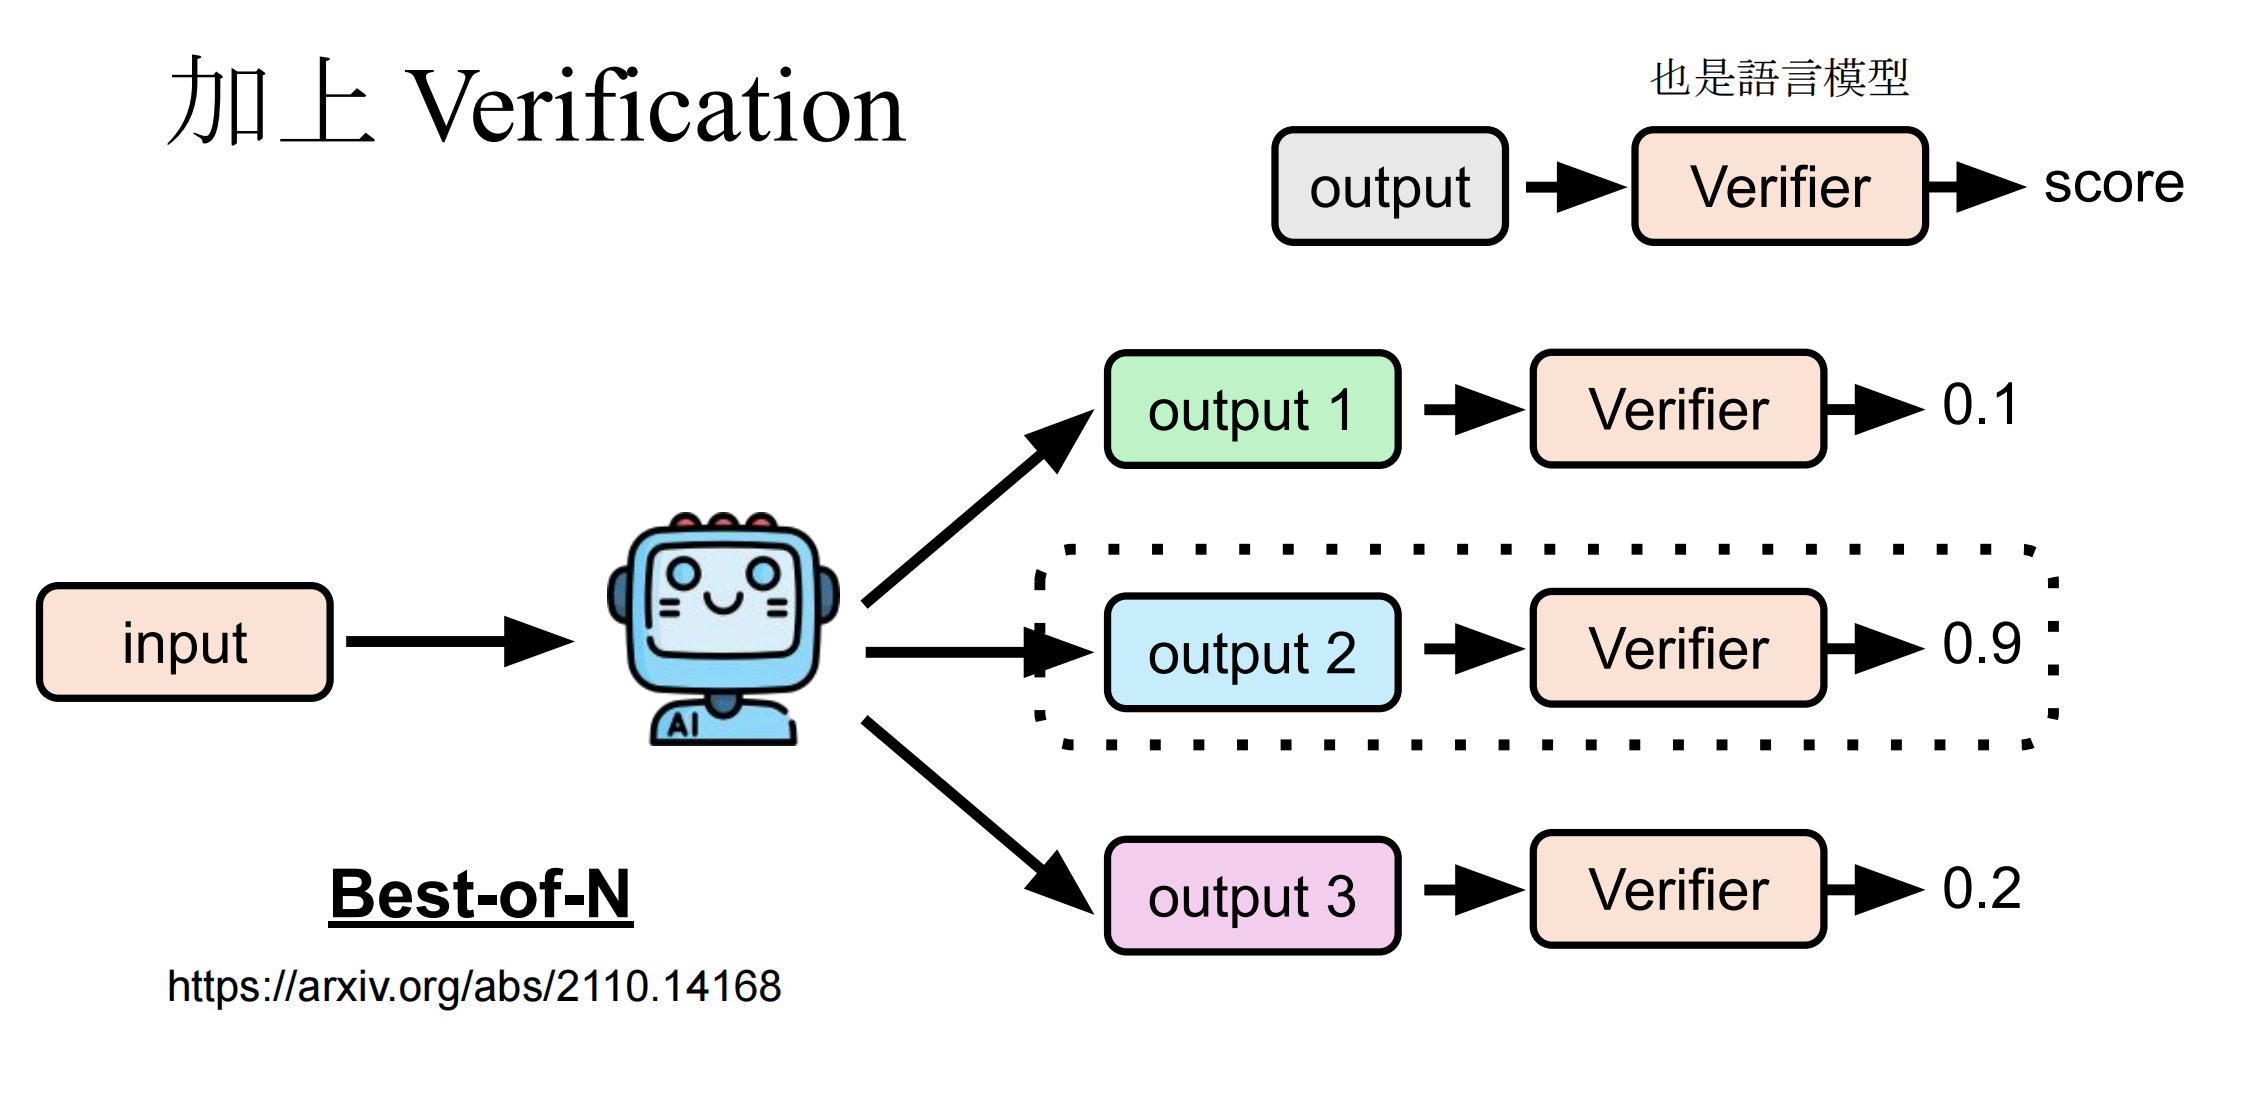 加上 Verification
也是語言模型
output
Verifier
score
output 1
Verifier
0.1
input
AI
output 2
Verifier
0.9
output 3
Verifier
0.2
Best-of-N
https://arxiv.org/abs/2110.14168